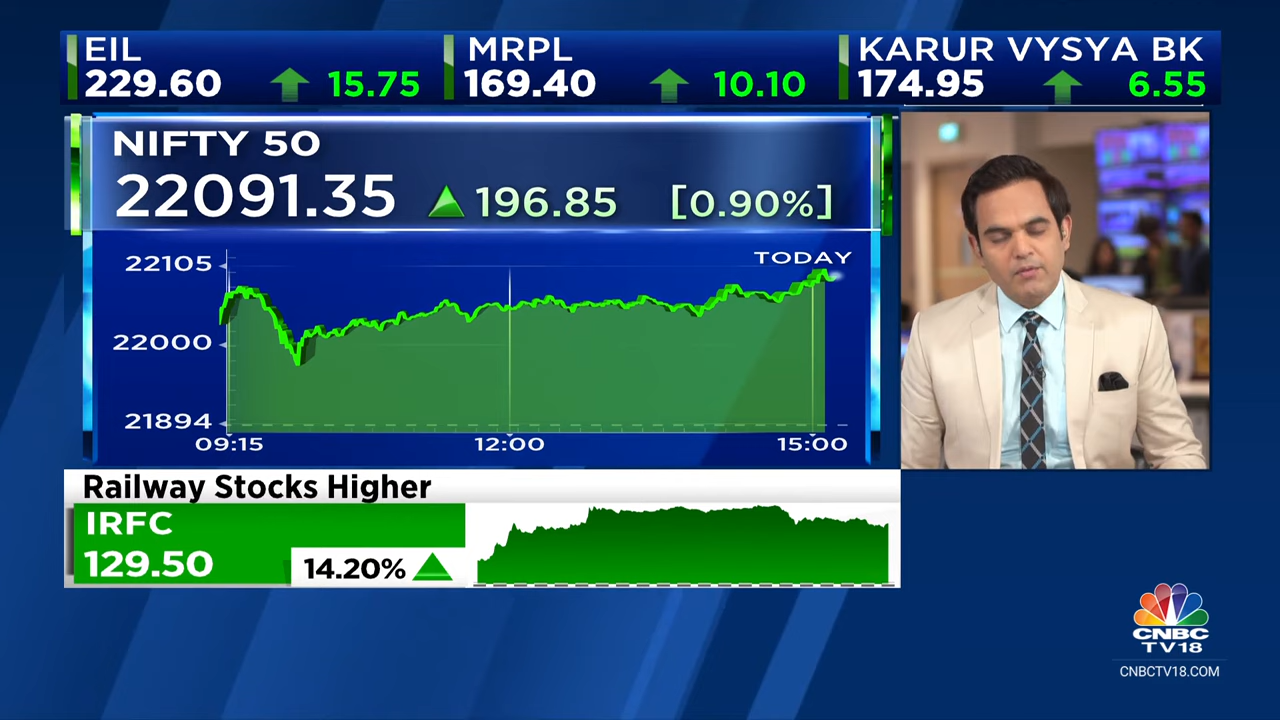 EIL
229.60 15.75
MRPL
169.40 10.10
KARUR VYSYA BK
174.95 6.55
NIFTY 50
22091.35 196.85 [0.90%]
TODAY
22105
22000
21894
09:15 12:00 15:00
Railway Stocks Higher
IRFC
129.50 14.20%
CNBC
TV18
CNBCTV18.COM